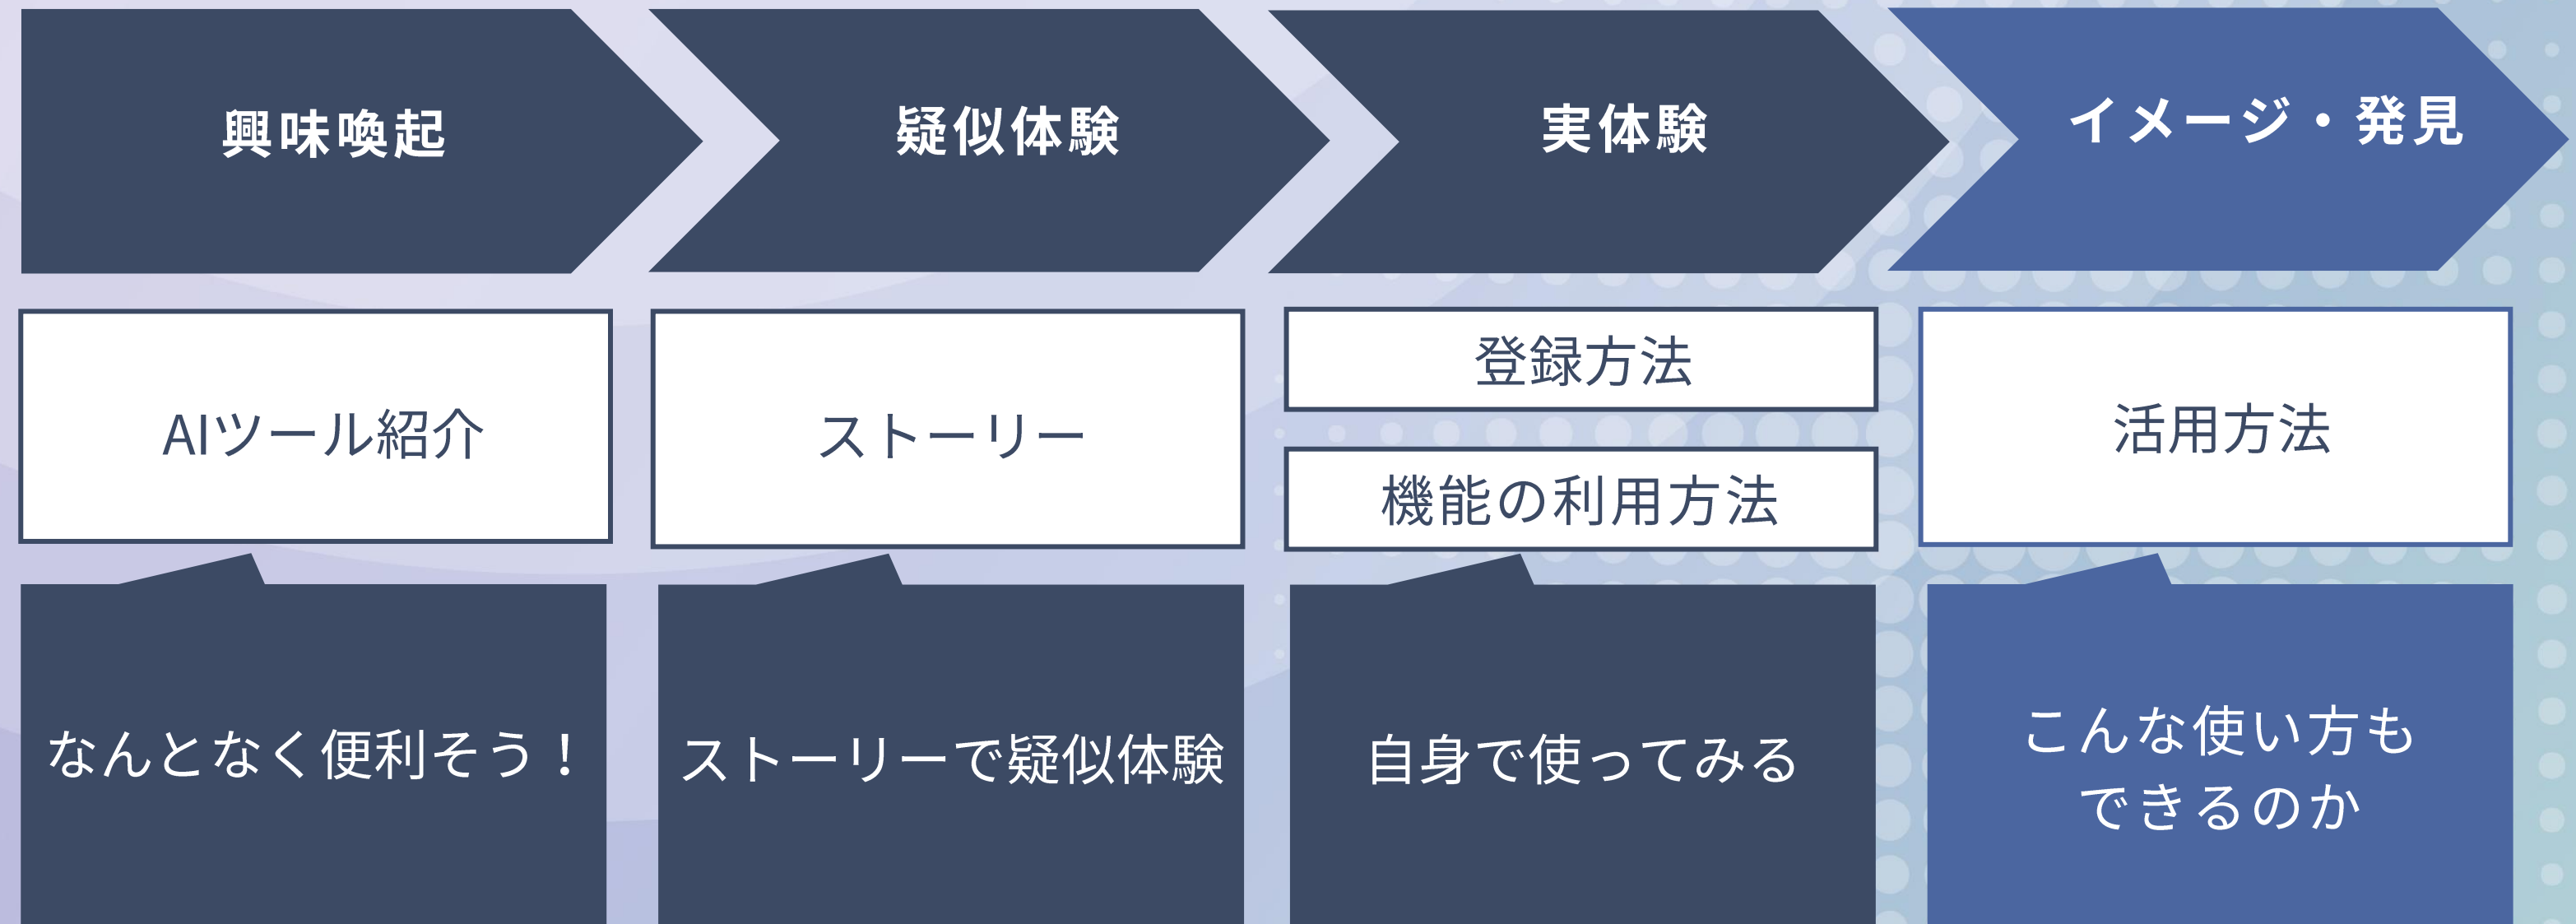 興味喚起
疑似体験
実体験
イメージ・発見
AIツール紹介
ストーリー
登録方法
機能の利用方法
活用方法
なんとなく便利そう！
ストーリーで疑似体験
自身で使ってみる
こんな使い方も
できるのか